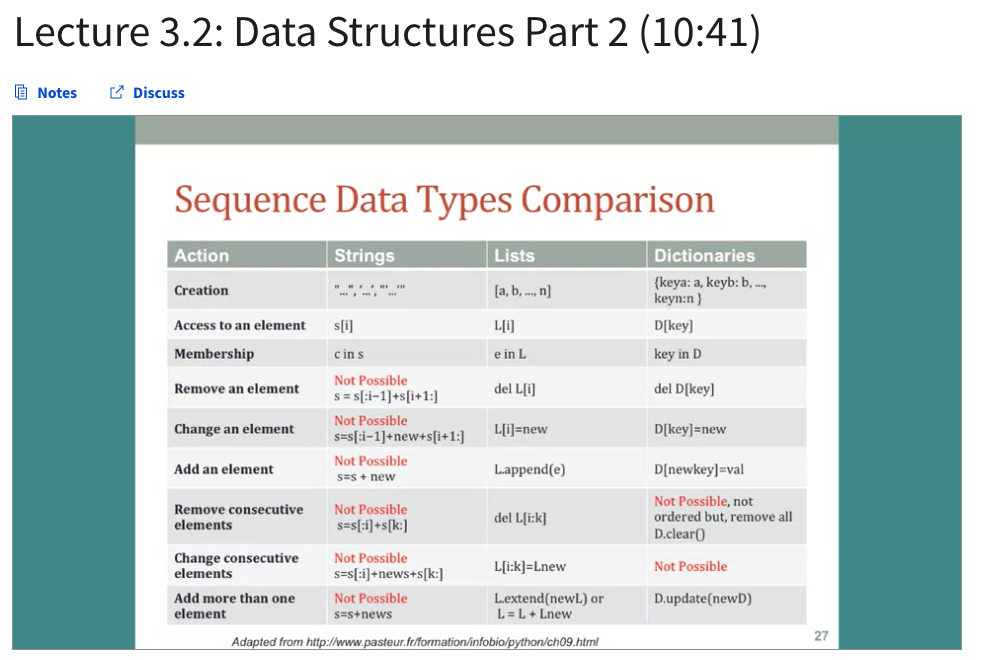 Lecture 3.2: Data Structures Part 2 (10:41)
Notes Discuss
Sequence Data Types Comparison
Action Strings Lists Dictionaries
Creation "...", '...', '''...''' [a, b, ..., n] {keya: a, keyb: b, ...,
keyn:n }
Access to an element s[i] L[i] D[key]
Membership c in s e in L key in D
Remove an element Not Possible
s = s[:i−1]+s[i+1:] del L[i] del D[key]
Change an element Not Possible
s=s[:i−1]+new+s[i+1:] L[i]=new D[key]=new
Add an element Not Possible
s=s + new L.append(e) D[newkey]=val
Remove consecutive
elements Not Possible
s=s[:i]+s[k:] del L[i:k] Not Possible, not
ordered but, remove all
D.clear()
Change consecutive
elements Not Possible
s=s[:i]+news+s[k:] L[i:k]=Lnew Not Possible
Add more than one
element Not Possible
s=s+news L.extend(newL) or
L = L + Lnew D.update(newD)
Adapted from http://www.pasteur.fr/formation/infobio/python/ch09.html
27